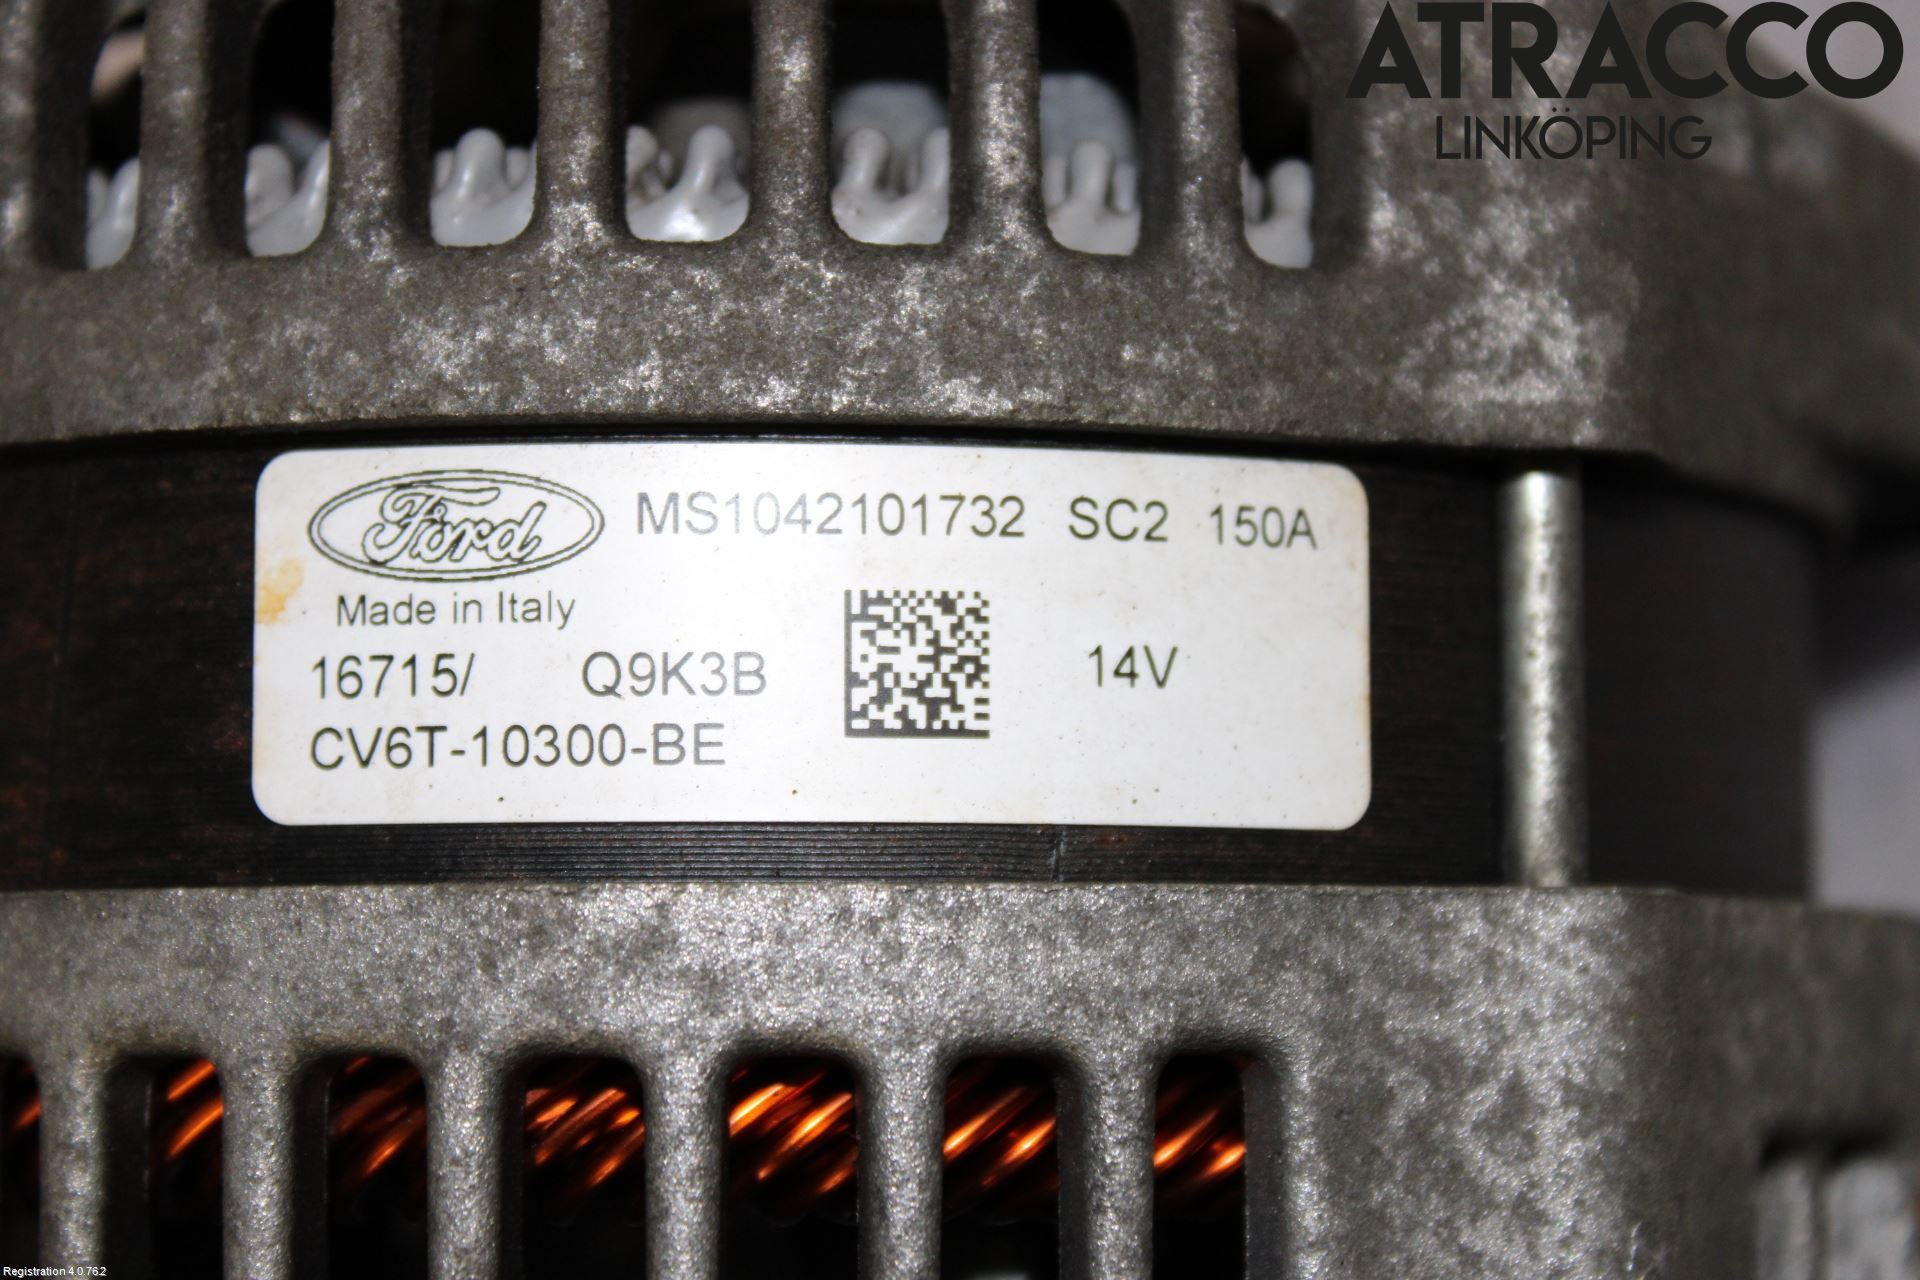 ATRACCO
LINKÖPING
Ford MS1042101732 SC2 150A
Made in Italy
16715/ Q9K3B 14V
CV6T-10300-BE
Registration 4.0.76.2